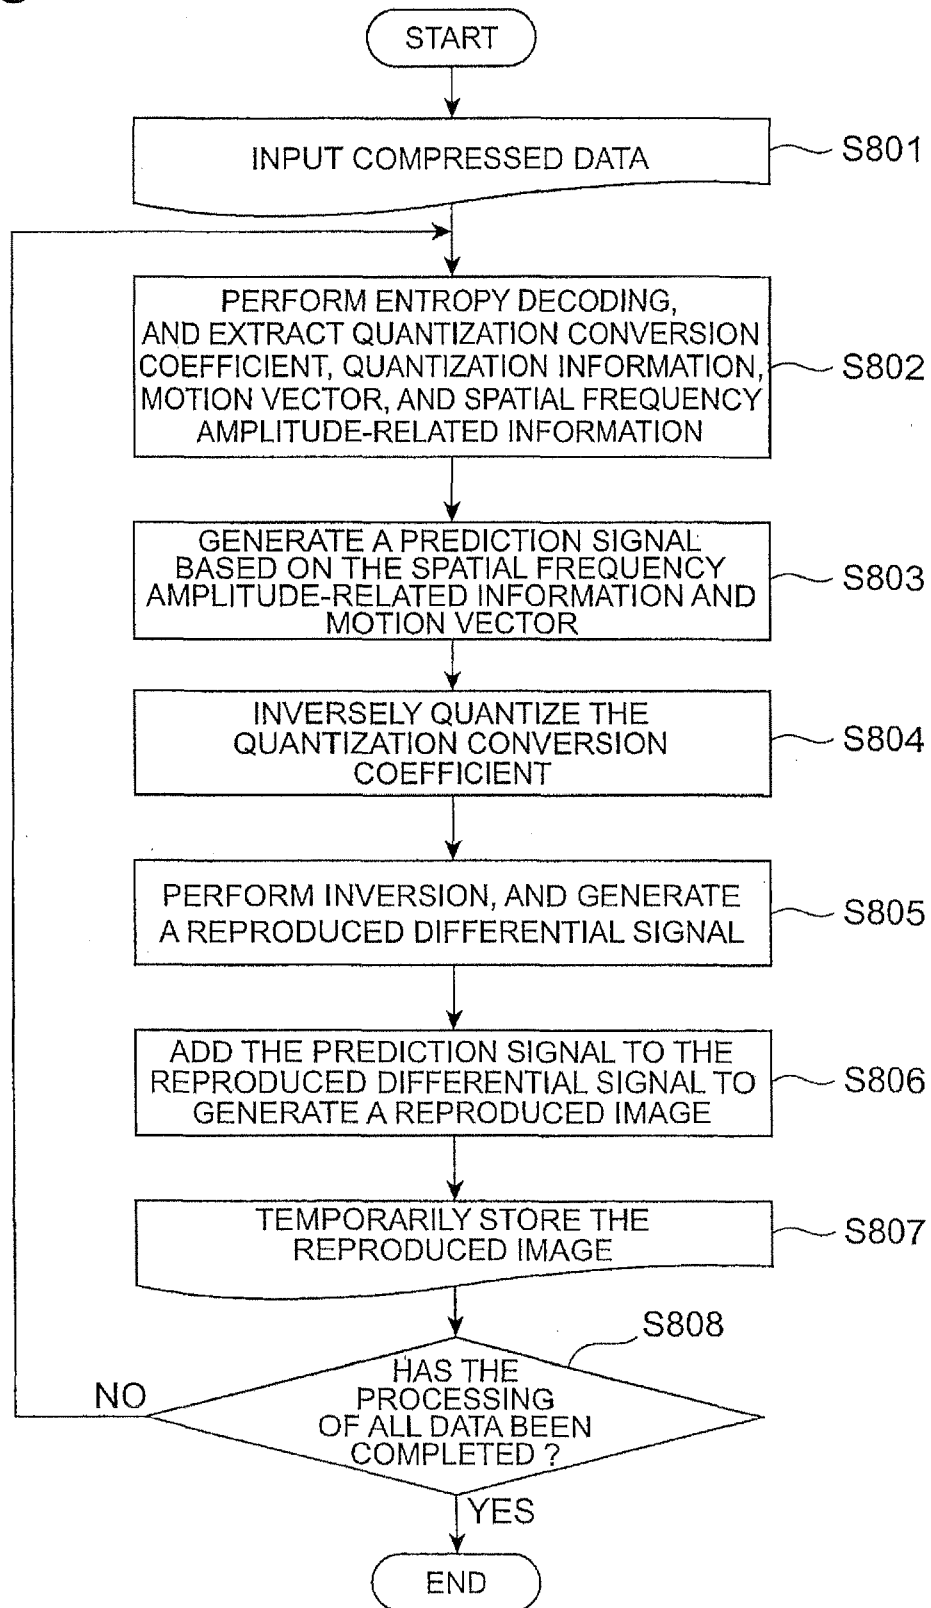 START
INPUT COMPRESSED DATA
S801
PERFORM ENTROPY DECODING,
AND EXTRACT QUANTIZATION CONVERSION
COEFFICIENT, QUANTIZATION INFORMATION,
MOTION VECTOR, AND SPATIAL FREQUENCY
AMPLITUDE-RELATED INFORMATION
S802
GENERATE A PREDICTION SIGNAL
BASED ON THE SPATIAL FREQUENCY
AMPLITUDE-RELATED INFORMATION AND
MOTION VECTOR
S803
INVERSELY QUANTIZE THE
QUANTIZATION CONVERSION
COEFFICIENT
S804
PERFORM INVERSION, AND GENERATE
A REPRODUCED DIFFERENTIAL SIGNAL
S805
ADD THE PREDICTION SIGNAL TO THE
REPRODUCED DIFFERENTIAL SIGNAL TO
GENERATE A REPRODUCED IMAGE
S806
TEMPORARILY STORE THE
REPRODUCED IMAGE
S807
S808
HAS THE
PROCESSING
OF ALL DATA BEEN
COMPLETED ?
NO
YES
END